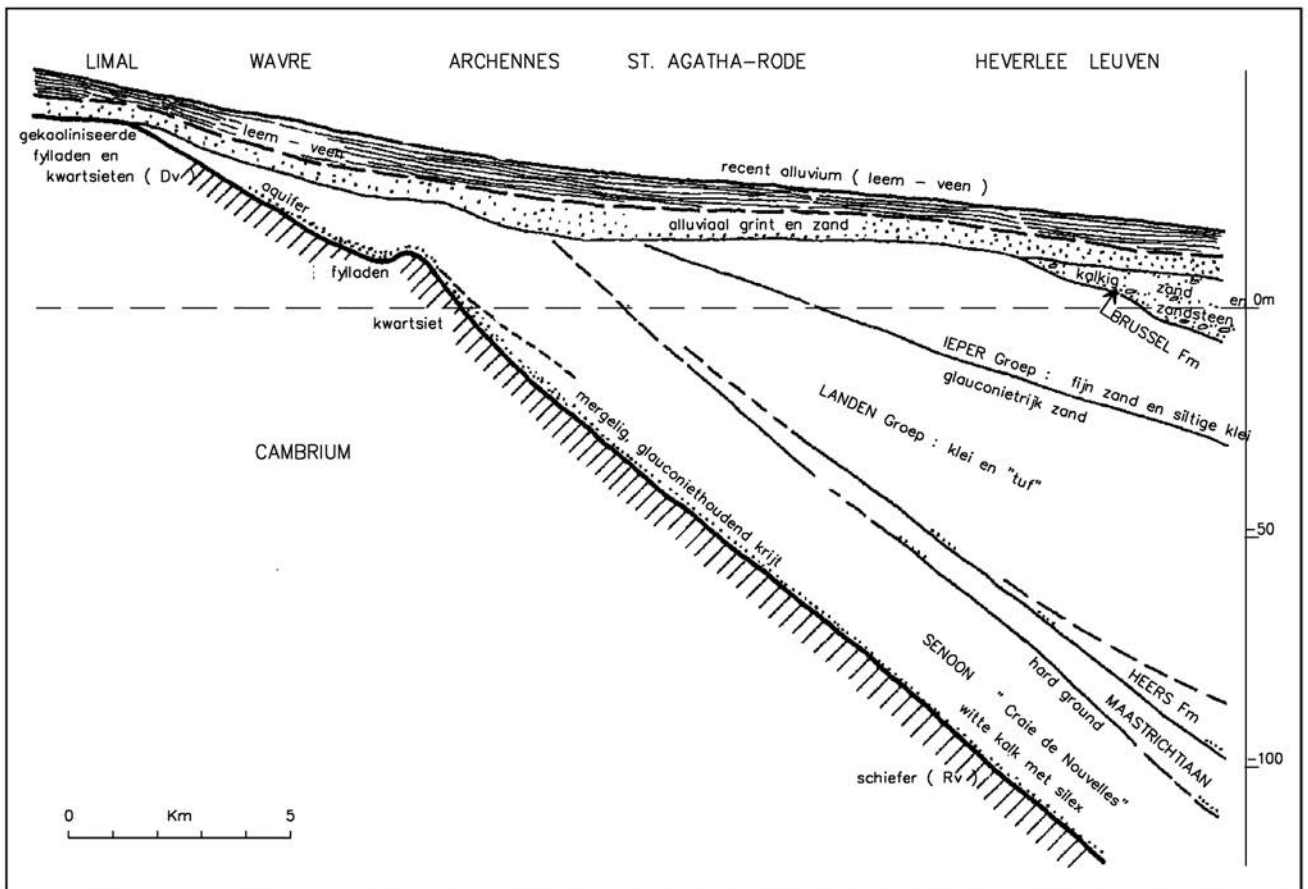 LIMAL WAVRE ARCHENNES ST. AGATHA-RODE HEVERLEE LEUVEN
gekaoliniseerde
fylladen en
kwartsieten ( Dv )
leem - veen
recent alluvium ( leem - veen )
aquifer
alluviaal grint en zand
fylladen
kalkig zand en
zandsteen
0m
BRUSSEL Fm
kwartsiet
IEPER Groep : fijn zand en siltige klei
glauconietrijk zand
LANDEN Groep : klei en "tuf"
mergelig, glauconiethoudend krijt
CAMBRIUM
-50
SENOON "Craie de Nouvelles"
witte kalk met silex
hard ground
HEERS Fm
MAASTRICHTIAAN
-100
schiefer ( Rv )
0 Km 5